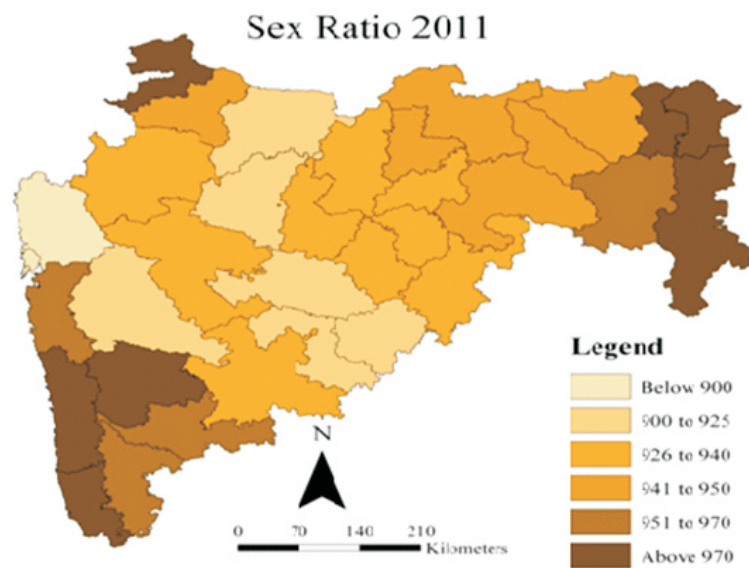 Sex Ratio 2011
Legend
Below 900
900 to 925
926 to 940
941 to 950
951 to 970
Above 970
N
0 70 140 210
Kilometers